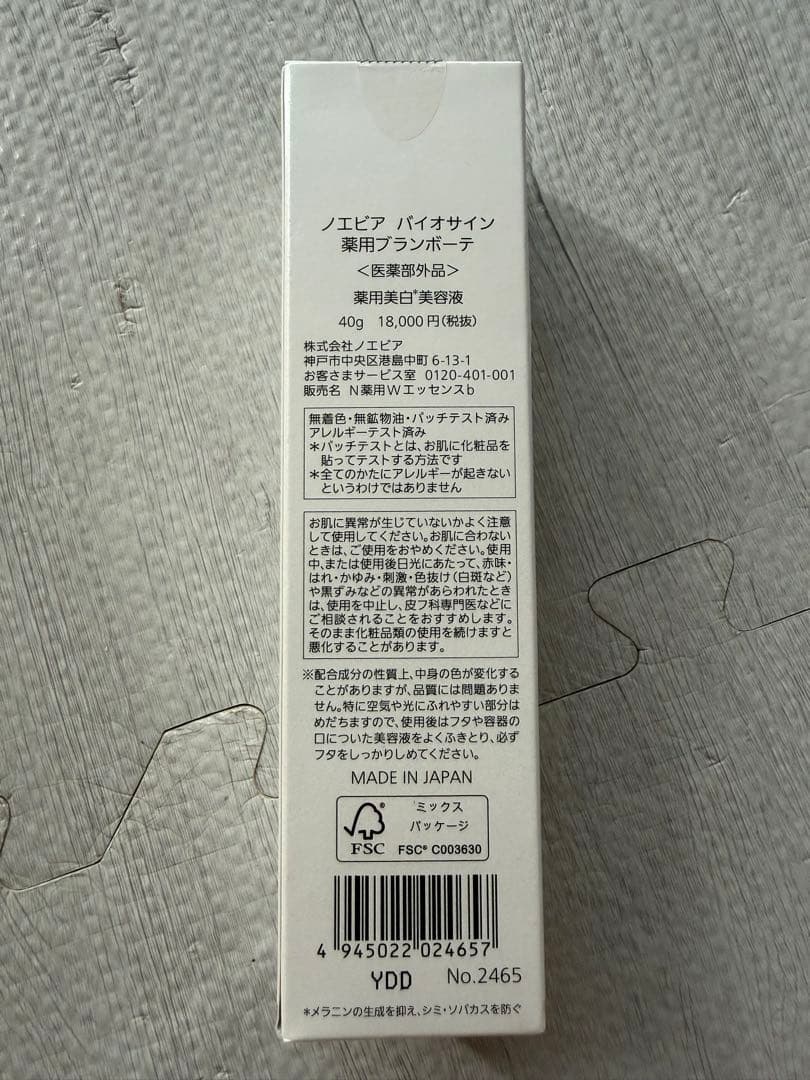 ノエビア バイオサイン
薬用ブランボーテ
＜医薬部外品＞
薬用美白*美容液
40g 18,000円(税抜)
株式会社ノエビア
神戸市中央区港島中町6-13-1
お客さまサービス室 0120-401-001
販売名 N薬用Wエッセンスb
無着色・無鉱物油・パッチテスト済み
アレルギーテスト済み
＊パッチテストとは、お肌に化粧品を
貼ってテストする方法です
＊全てのかたにアレルギーが起きない
というわけではありません
お肌に異常が生じていないかよく注意
して使用してください。お肌に合わない
ときは、ご使用をおやめください。使用
中、または使用後日光にあたって、赤味・
はれ・かゆみ・刺激・色抜け(白斑など)
や黒ずみなどの異常があらわれたとき
は、使用を中止し、皮フ科専門医などに
ご相談されることをおすすめします。
そのまま化粧品類の使用を続けますと
悪化することがあります。
※配合成分の性質上、中身の色が変化する
ことがありますが、品質には問題ありま
せん。特に空気や光にふれやすい部分は
めだちますので、使用後はフタや容器の
口についた美容液をよくふきとり、必ず
フタをしっかりしめてください。
MADE IN JAPAN
FSC®
ミックス
パッケージ
FSC® C003630
4 945022 024657
YDD No.2465
*メラニンの生成を抑え、シミ・ソバカスを防ぐ